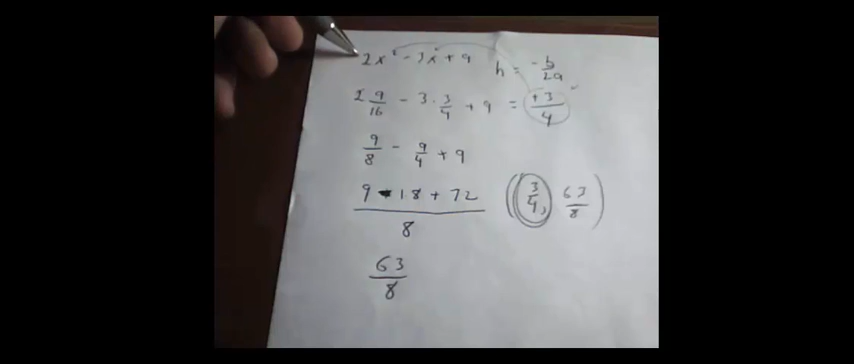 2x² - 3x + 9
h = -b/2a
2 9/16 - 3 · 3/4 + 9 = +3/4
9/8 - 9/4 + 9
9 - 18 + 72 / 8
(3/4, 63/8)
63/8